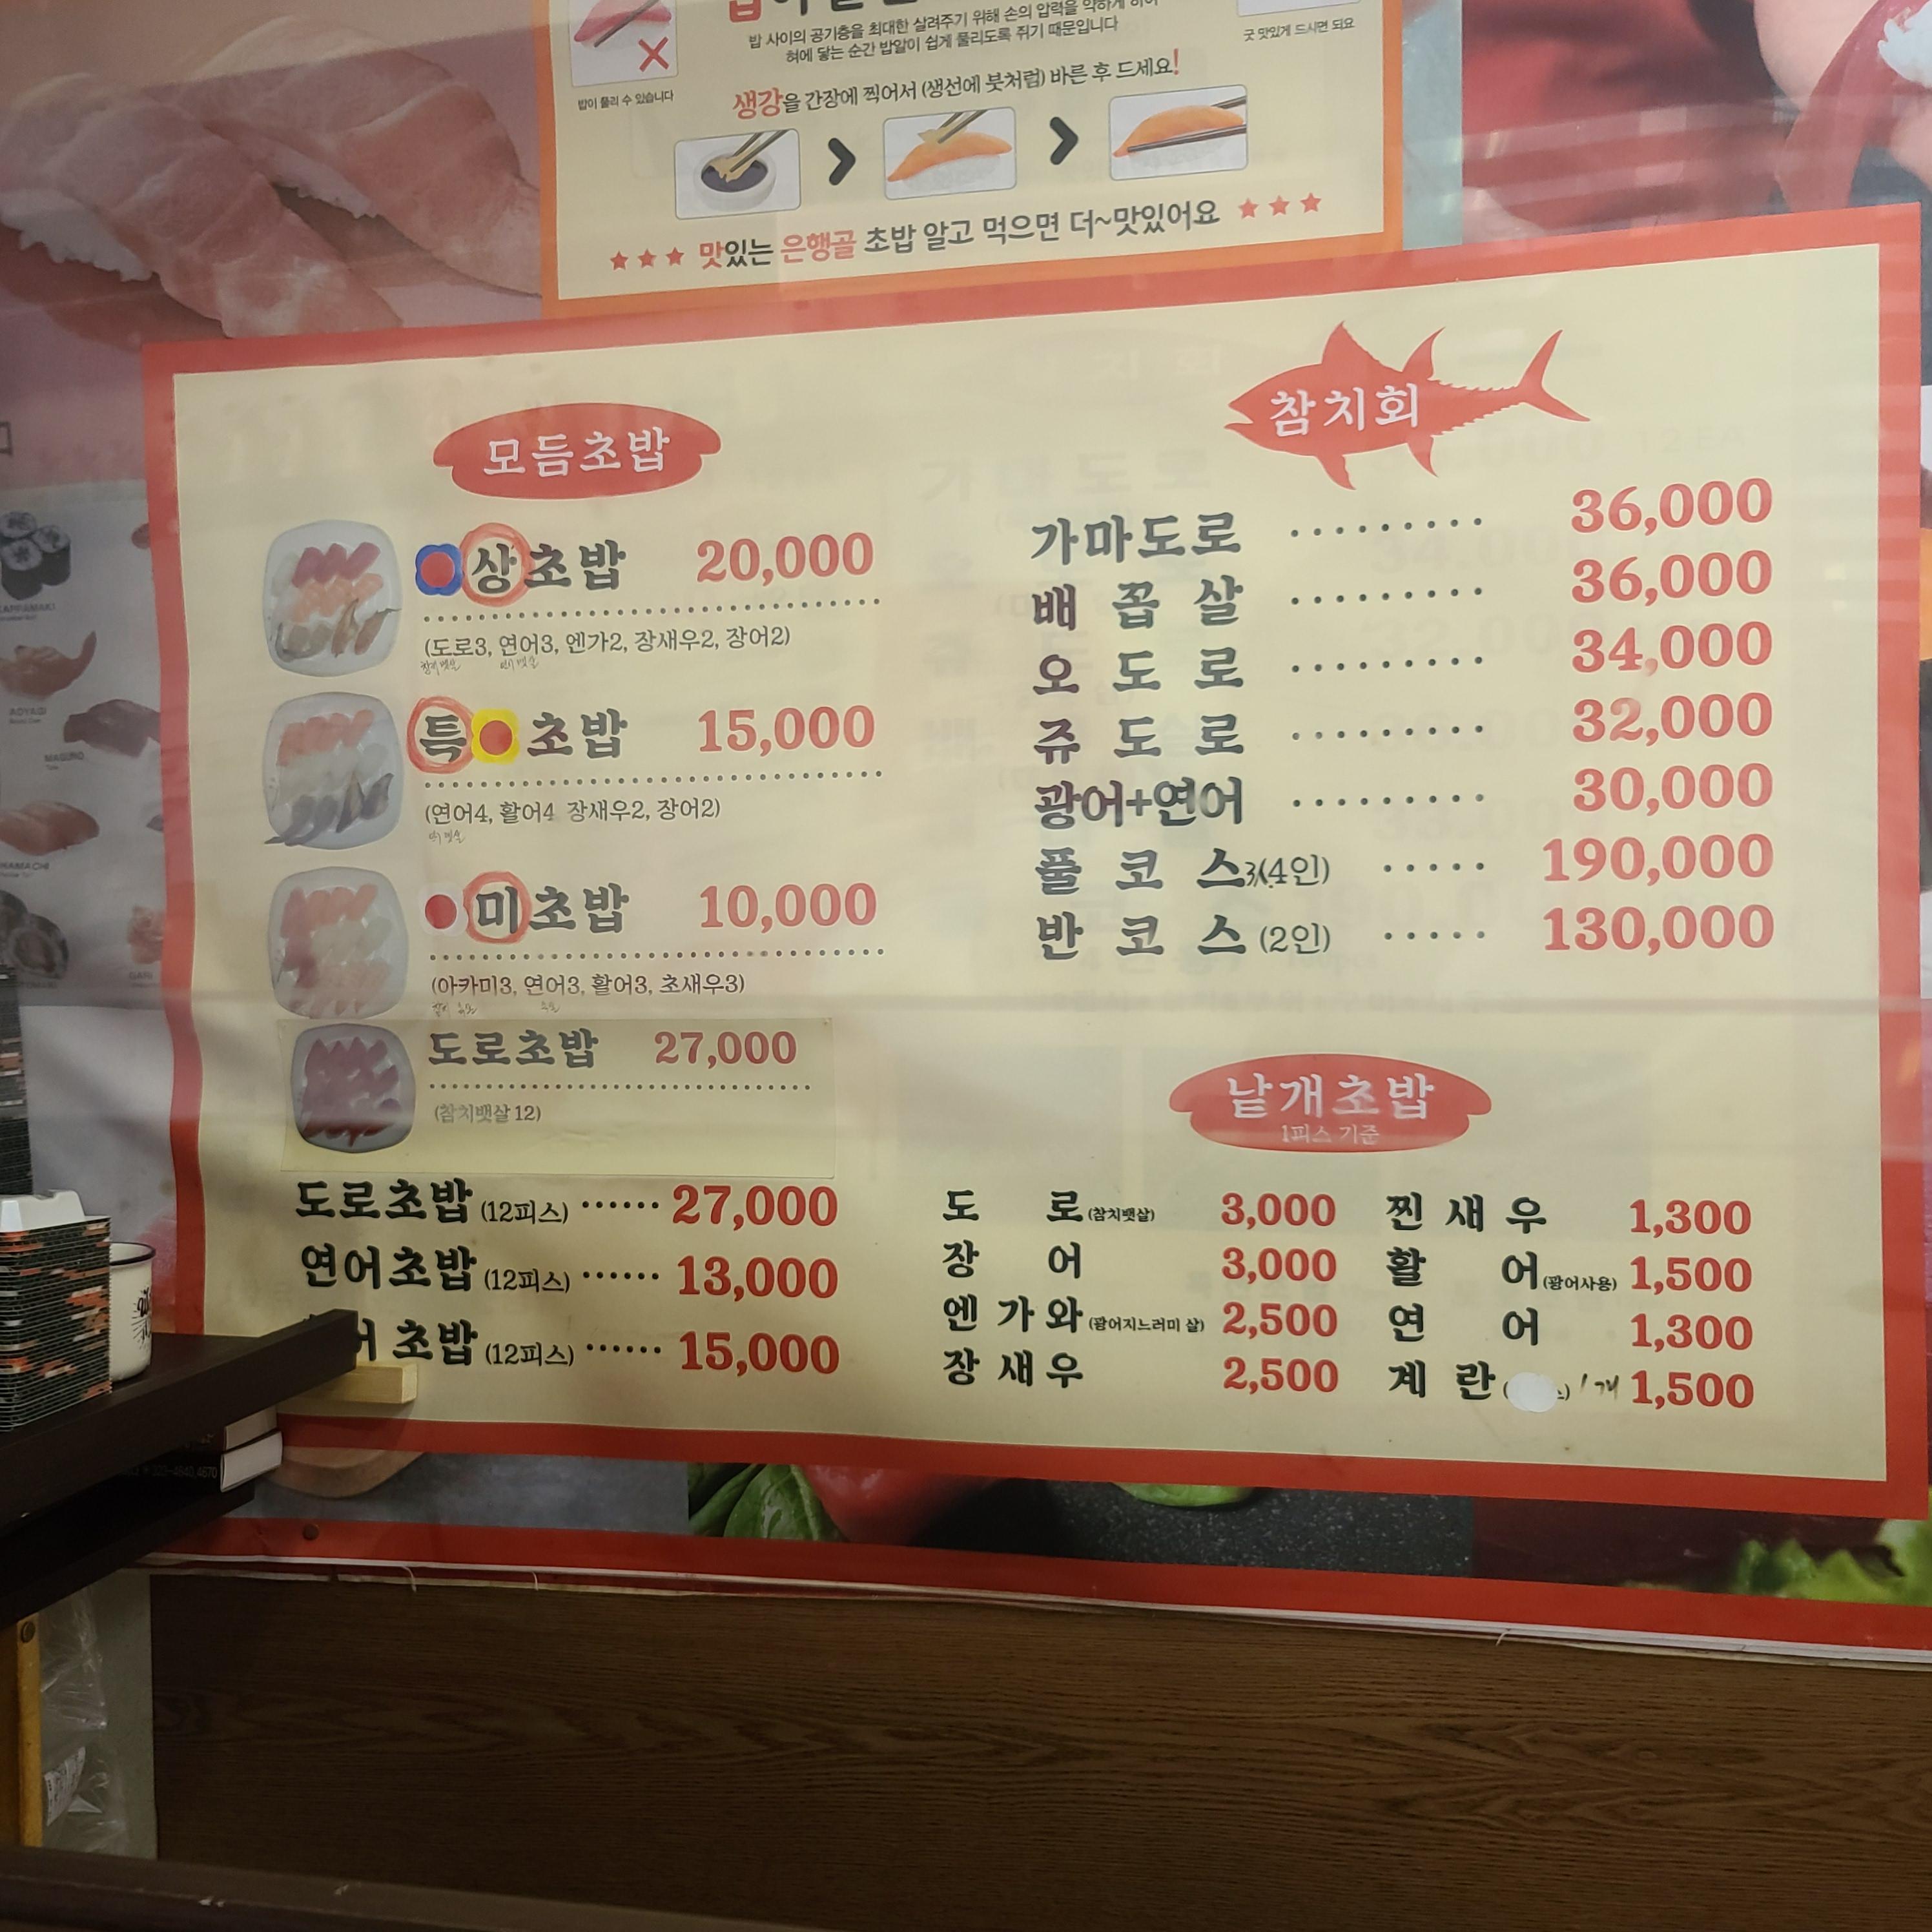 밥 사이의 공기층을 최대한 살려주기 위해 손의 압력을 약하게 하여
혀에 닿는 순간 밥알이 쉽게 풀리도록 쥐기 때문입니다
밥이 풀리 수 있습니다
굿 맛있게 드시면 되요
생강을 간장에 찍어서 (생선에 붓처럼) 바른 후 드세요!
맛있는 은행골 초밥 알고 먹으면 더~맛있어요
모듬초밥
상초밥 20,000
(도로3, 연어3, 엔가2, 장새우2, 장어2)
특초밥 15,000
(연어4, 활어4 장새우2, 장어2)
미초밥 10,000
(아카미3, 연어3, 활어3, 초새우3)
도로초밥 27,000
(참치뱃살 12)
도로초밥 (12피스) ...... 27,000
연어초밥 (12피스) ...... 13,000
초밥 (12피스) ...... 15,000
참치회
가마도로 ......... 36,000
배꼽살 ......... 36,000
오도로 ......... 34,000
쥬도로 ......... 32,000
광어+연어 ......... 30,000
풀코스 3(4인) ..... 190,000
반코스 (2인) ..... 130,000
낱개초밥
1피스 기준
도로 (참치뱃살) 3,000
장어 3,000
엔가와 (광어지느러미 살) 2,500
장새우 2,500
찐새우 1,300
활어 (광어사용) 1,500
연어 1,300
계란 1개 1,500
KAPPAMAKI
AOYAGI
MAGURO